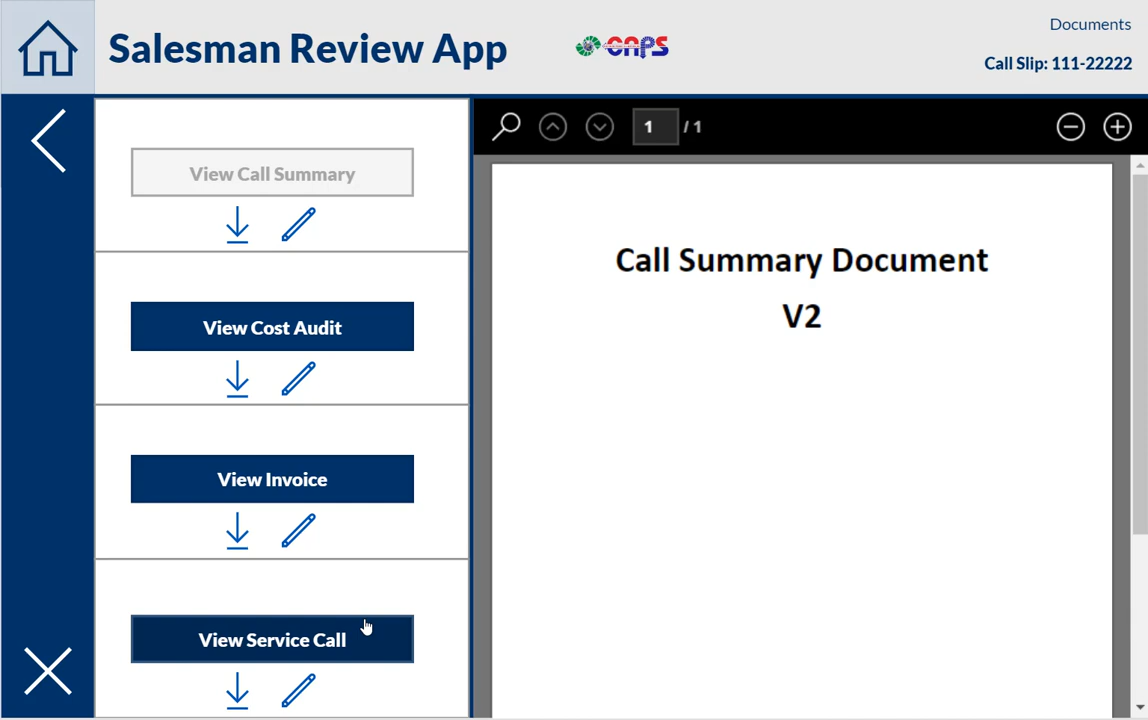 Salesman Review App
CAPS
Documents
Call Slip: 111-22222
View Call Summary
View Cost Audit
View Invoice
View Service Call
1 / 1
Call Summary Document
V2